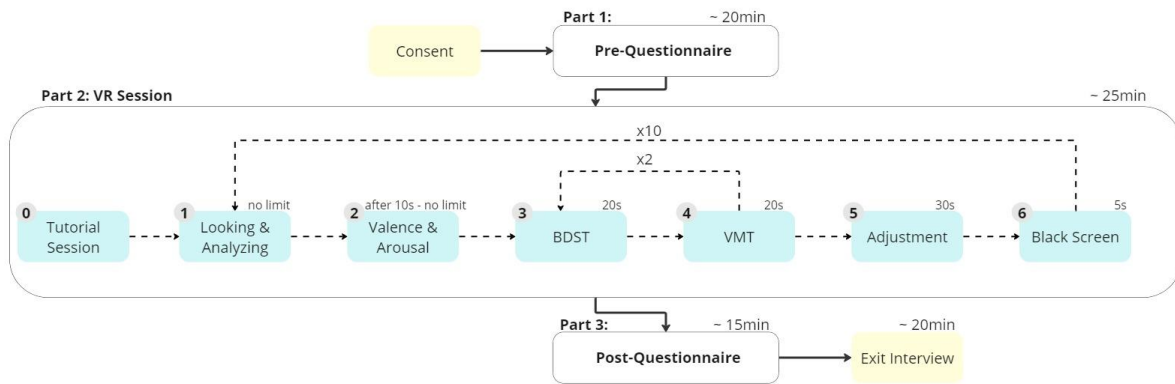 Part 1: ~ 20min
Consent
Pre-Questionnaire
Part 2: VR Session ~ 25min
x10
x2
0
Tutorial
Session
1
no limit
Looking &
Analyzing
2
after 10s - no limit
Valence &
Arousal
3
20s
BDST
4
20s
VMT
5
30s
Adjustment
6
5s
Black Screen
Part 3: ~ 15min
Post-Questionnaire
~ 20min
Exit Interview